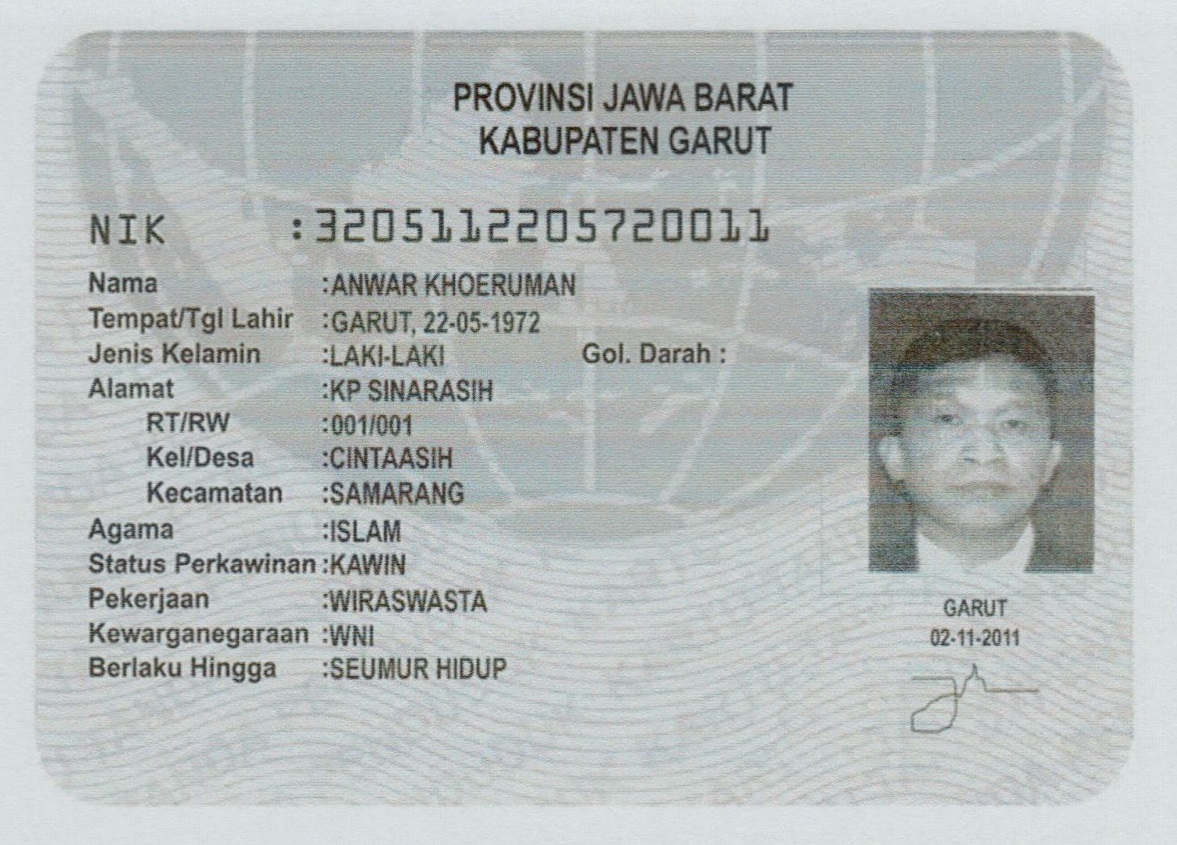 PROVINSI JAWA BARAT
KABUPATEN GARUT
NIK :3205112205720011
Nama :ANWAR KHOERUMAN
Tempat/Tgl Lahir :GARUT, 22-05-1972
Jenis Kelamin :LAKI-LAKI Gol. Darah :
Alamat :KP SINARASIH
RT/RW :001/001
Kel/Desa :CINTAASIH
Kecamatan :SAMARANG
Agama :ISLAM
Status Perkawinan :KAWIN
Pekerjaan :WIRASWASTA
Kewarganegaraan :WNI
Berlaku Hingga :SEUMUR HIDUP
GARUT
02-11-2011